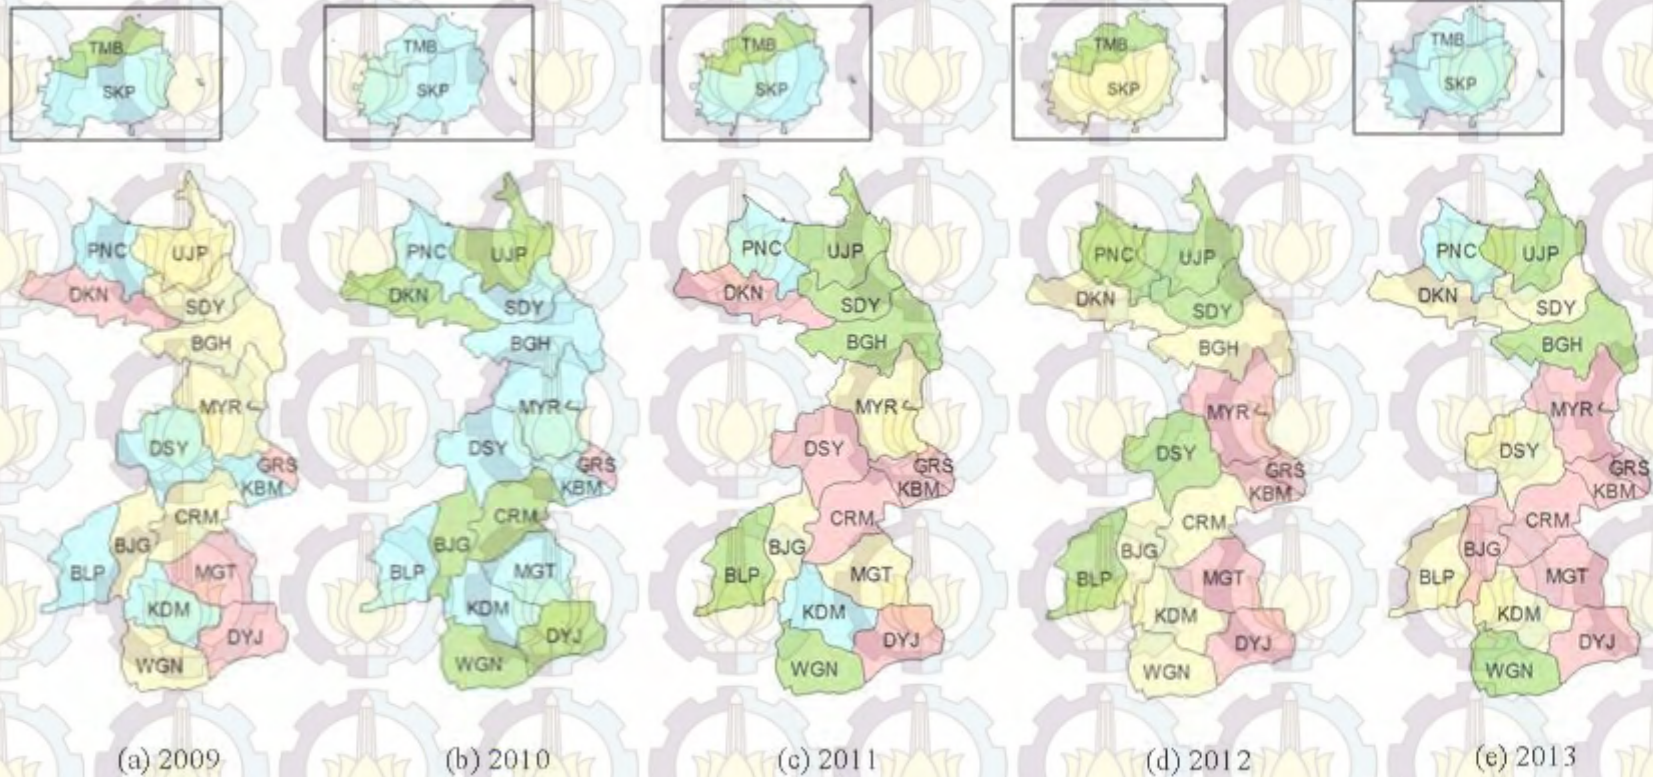 TMB
SKP
PNC
UJP
DKN
SDY
BGH
MYR
DSY
GRS
KBM
CRM
BJG
BLP
MGT
KDM
DYJ
WGN
(a) 2009
TMB
SKP
PNC
UJP
DKN
SDY
BGH
MYR
DSY
GRS
KBM
CRM
BJG
BLP
MGT
KDM
DYJ
WGN
(b) 2010
TMB
SKP
PNC
UJP
DKN
SDY
BGH
MYR
DSY
GRS
KBM
CRM
BJG
BLP
MGT
KDM
DYJ
WGN
(c) 2011
TMB
SKP
PNC
UJP
DKN
SDY
BGH
MYR
DSY
GRS
KBM
CRM
BJG
BLP
MGT
KDM
DYJ
WGN
(d) 2012
TMB
SKP
PNC
UJP
DKN
SDY
BGH
MYR
DSY
GRS
KBM
CRM
BJG
BLP
MGT
KDM
DYJ
WGN
(e) 2013